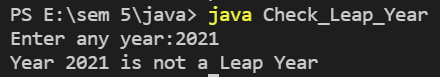 PS E:\sem 5\java> java Check_Leap_Year
Enter any year:2021
Year 2021 is not a Leap Year